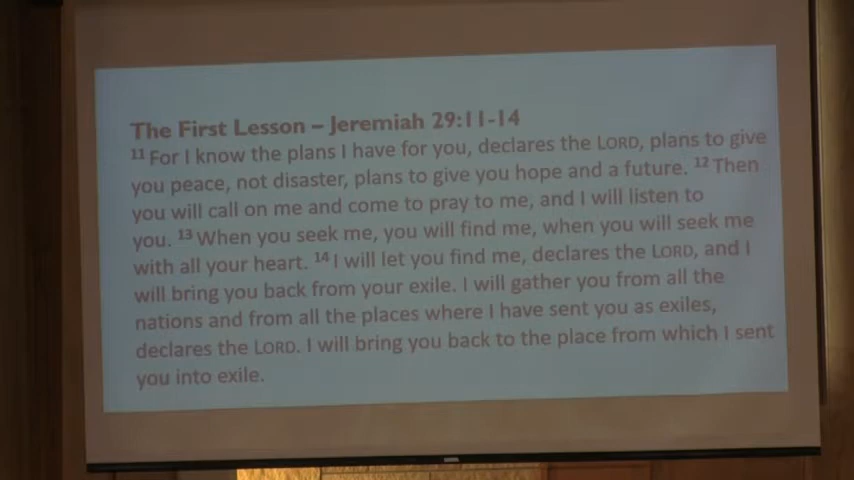 The First Lesson – Jeremiah 29:11-14
¹¹ For I know the plans I have for you, declares the LORD, plans to give
you peace, not disaster, plans to give you hope and a future. ¹² Then
you will call on me and come to pray to me, and I will listen to
you. ¹³ When you seek me, you will find me, when you will seek me
with all your heart. ¹⁴ I will let you find me, declares the LORD, and I
will bring you back from your exile. I will gather you from all the
nations and from all the places where I have sent you as exiles,
declares the LORD. I will bring you back to the place from which I sent
you into exile.